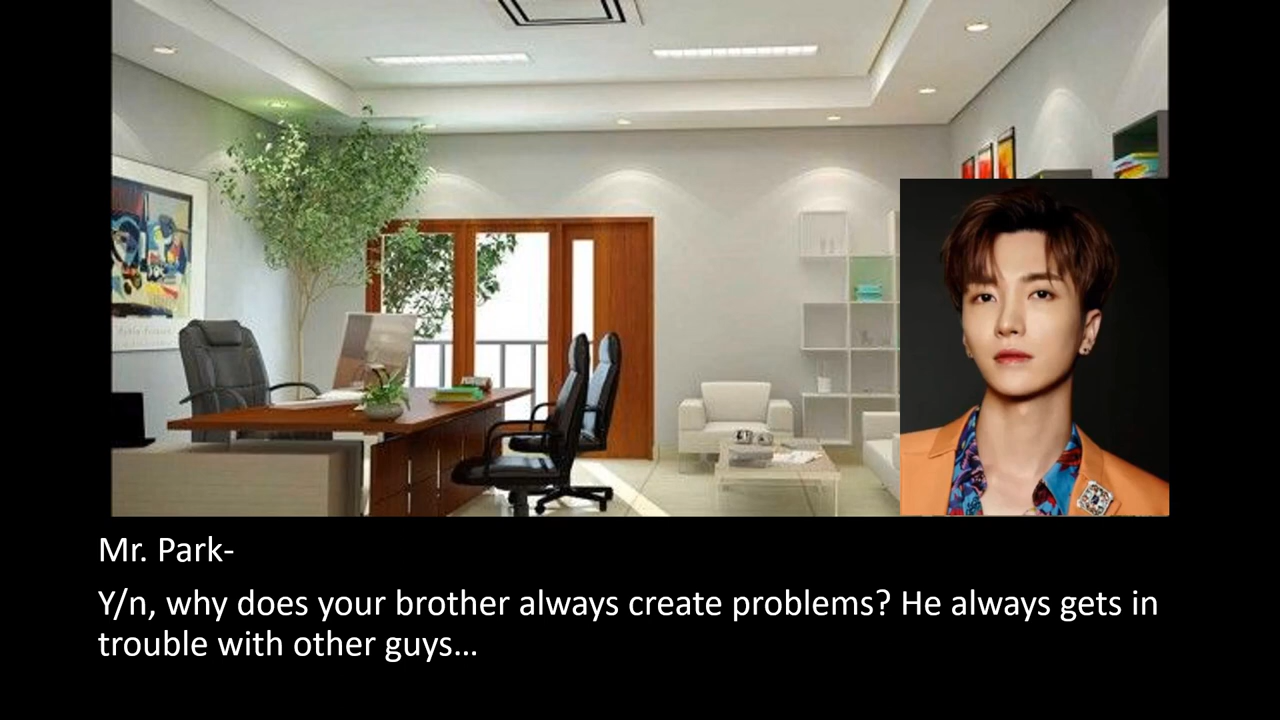 Mr. Park-
Y/n, why does your brother always create problems? He always gets in
trouble with other guys...